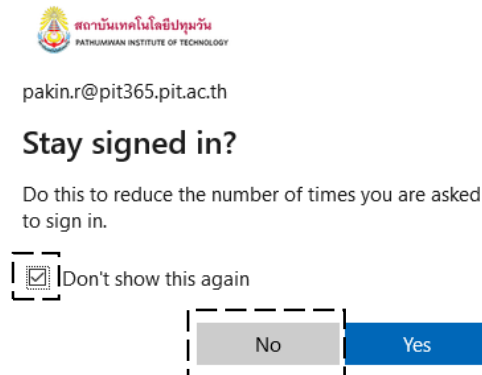 สถาบันเทคโนโลยีปทุมวัน
PATHUMWAN INSTITUTE OF TECHNOLOGY
pakin.r@pit365.pit.ac.th
Stay signed in?
Do this to reduce the number of times you are asked
to sign in.
Don't show this again
No Yes